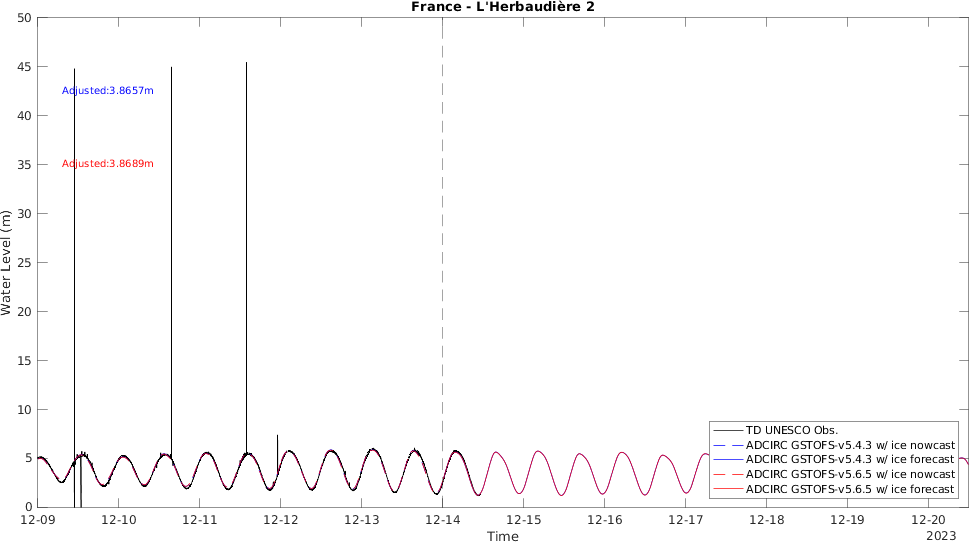 France - L'Herbaudière 2
50
45
40
35
30
25
20
15
10
5
0
Water Level (m)
Adjusted:3.8657m
Adjusted:3.8689m
TD UNESCO Obs.
ADCIRC GSTOFS-v5.4.3 w/ ice nowcast
ADCIRC GSTOFS-v5.4.3 w/ ice forecast
ADCIRC GSTOFS-v5.6.5 w/ ice nowcast
ADCIRC GSTOFS-v5.6.5 w/ ice forecast
12-09 12-10 12-11 12-12 12-13 12-14 12-15 12-16 12-17 12-18 12-19 12-20
2023
Time